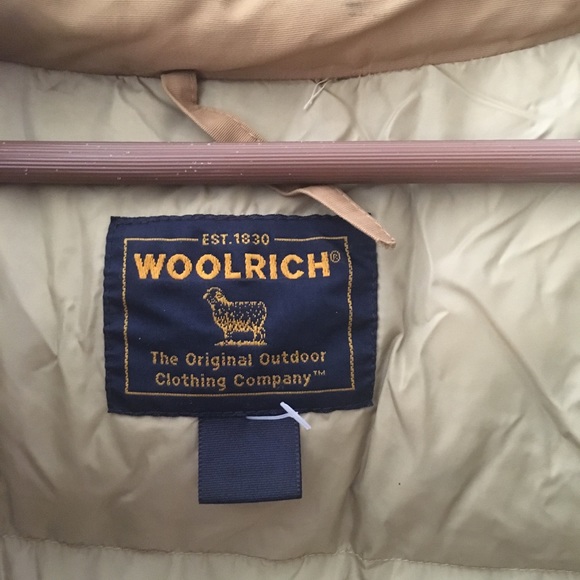 EST. 1830
WOOLRICH®
The Original Outdoor
Clothing Company™